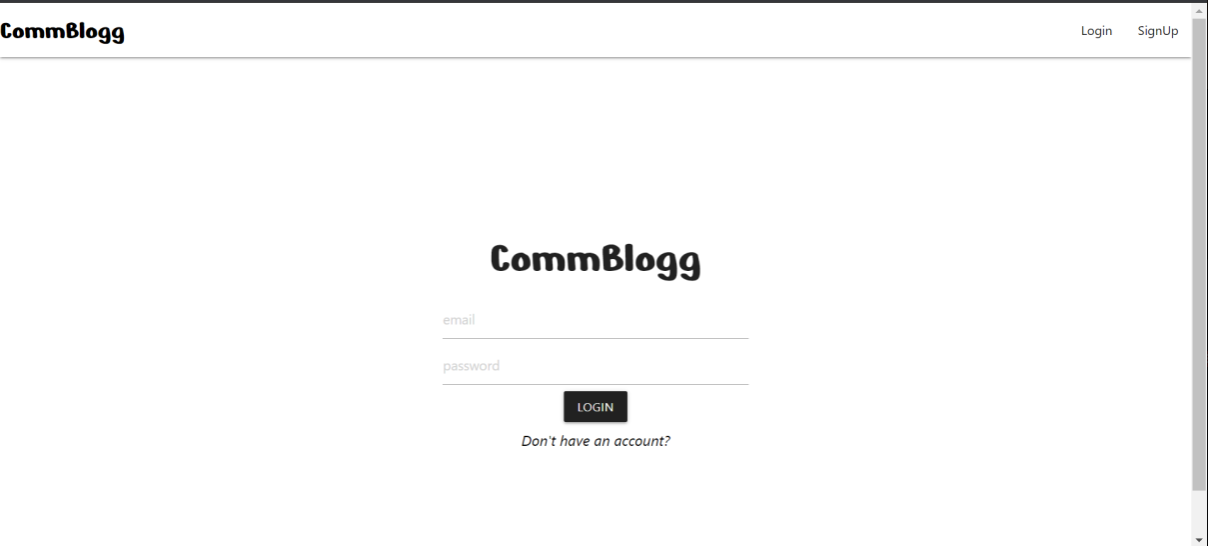 CommBlogg
Login SignUp
CommBlogg
email
password
LOGIN
Don't have an account?